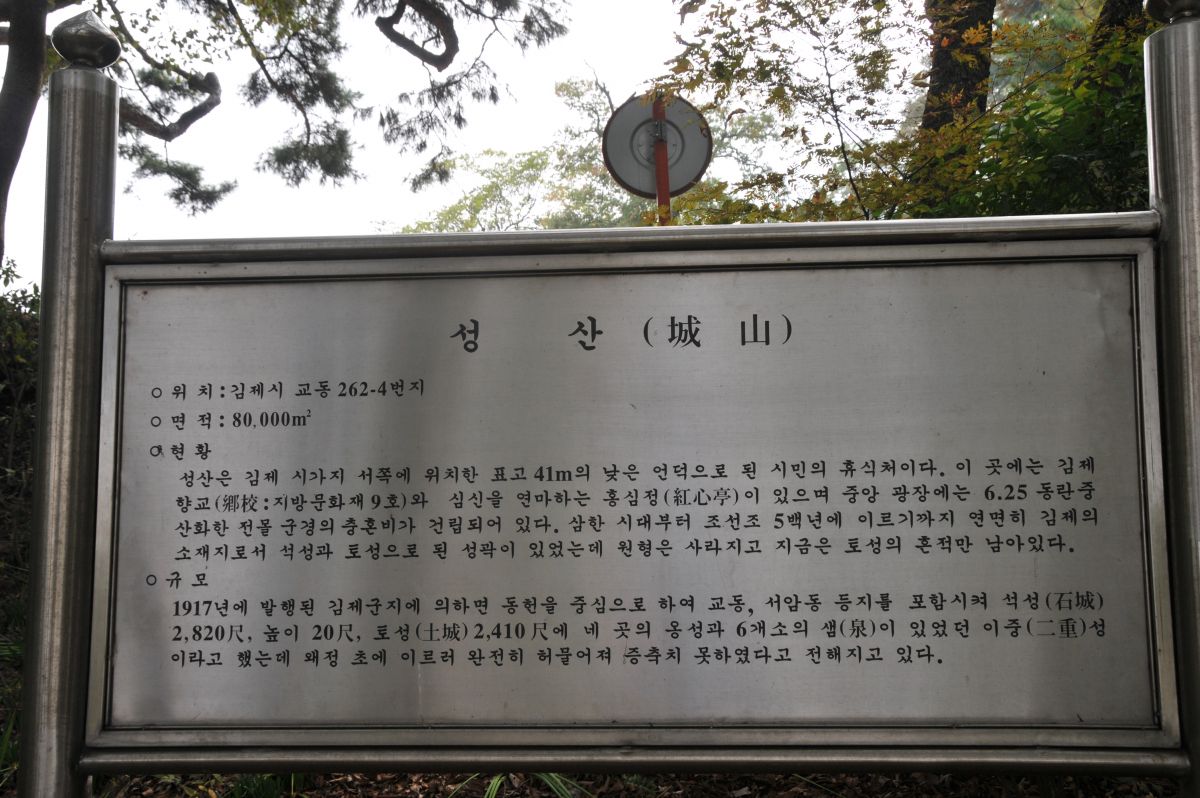 성 산 (城 山)
○ 위 치 : 김제시 교동 262-4번지
○ 면 적 : 80,000m²
○ 현 황
성산은 김제 시가지 서쪽에 위치한 표고 41m의 낮은 언덕으로 된 시민의 휴식처이다. 이 곳에는 김제
향교(鄕校 : 지방문화재 9호)와 심신을 연마하는 홍심정(紅心亭)이 있으며 중앙 광장에는 6.25 동란중
산화한 전몰 군경의 충혼비가 건립되어 있다. 삼한 시대부터 조선조 5백년에 이르기까지 연면히 김제의
소재지로서 석성과 토성으로 된 성곽이 있었는데 원형은 사라지고 지금은 토성의 흔적만 남아있다.
○ 규 모
1917년에 발행된 김제군지에 의하면 동헌을 중심으로 하여 교동, 서암동 등지를 포함시켜 석성(石城)
2,820尺, 높이 20尺, 토성(土城) 2,410尺에 네 곳의 옹성과 6개소의 샘(泉)이 있었던 이중(二重)성
이라고 했는데 왜정 초에 이르러 완전히 허물어져 증측치 못하였다고 전해지고 있다.